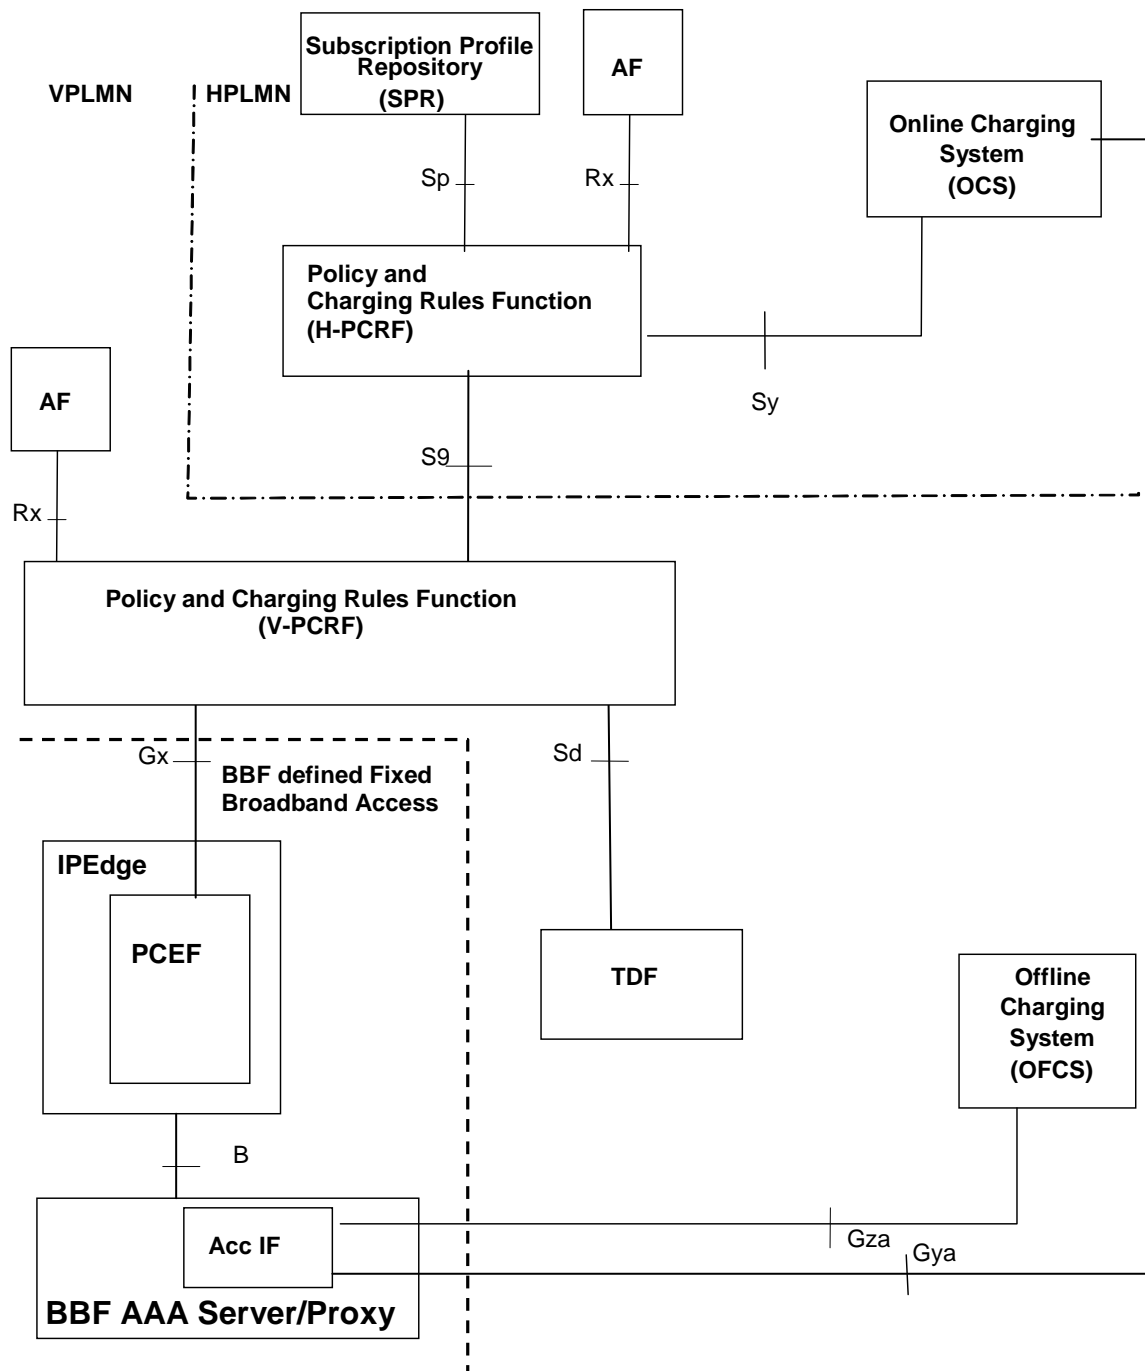 Subscription Profile
Repository
(SPR)
AF
VPLMN
HPLMN
Online Charging
System
(OCS)
Sp
Rx
Policy and
Charging Rules Function
(H-PCRF)
Sy
AF
S9
Rx
Policy and Charging Rules Function
(V-PCRF)
Gx
Sd
BBF defined Fixed
Broadband Access
IPEdge
PCEF
TDF
Offline
Charging
System
(OFCS)
B
Acc IF
Gza
Gya
BBF AAA Server/Proxy